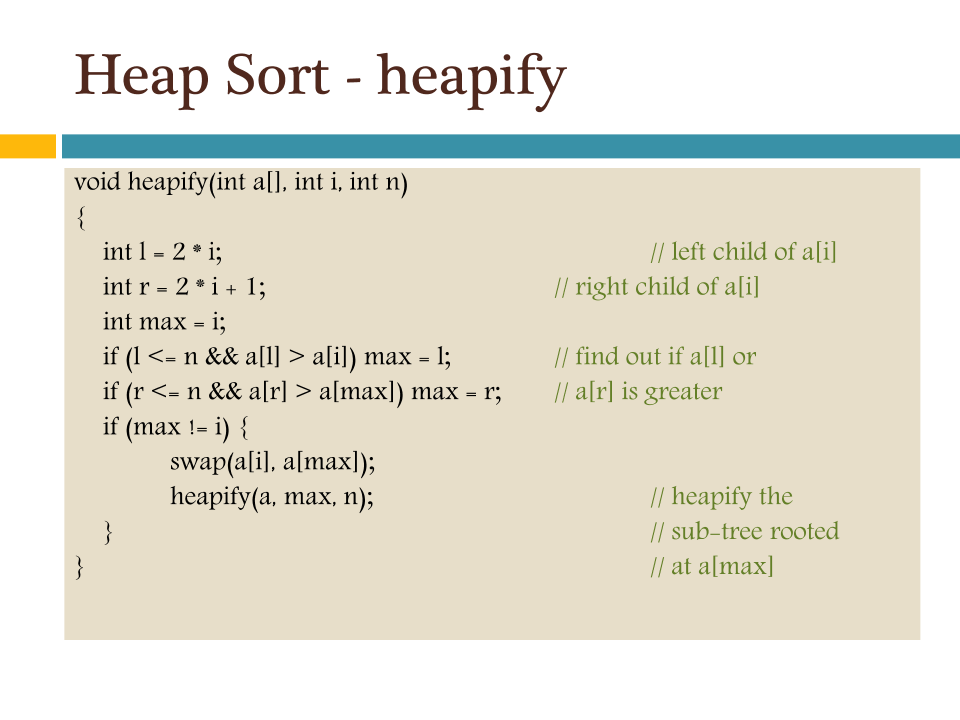 Heap Sort - heapify
void heapify(int a[], int i, int n)
{
int l = 2 * i; // left child of a[i]
int r = 2 * i + 1; // right child of a[i]
int max = i;
if (l <= n && a[l] > a[i]) max = l; // find out if a[l] or
if (r <= n && a[r] > a[max]) max = r; // a[r] is greater
if (max != i) {
swap(a[i], a[max]);
heapify(a, max, n); // heapify the
} // sub-tree rooted
} // at a[max]